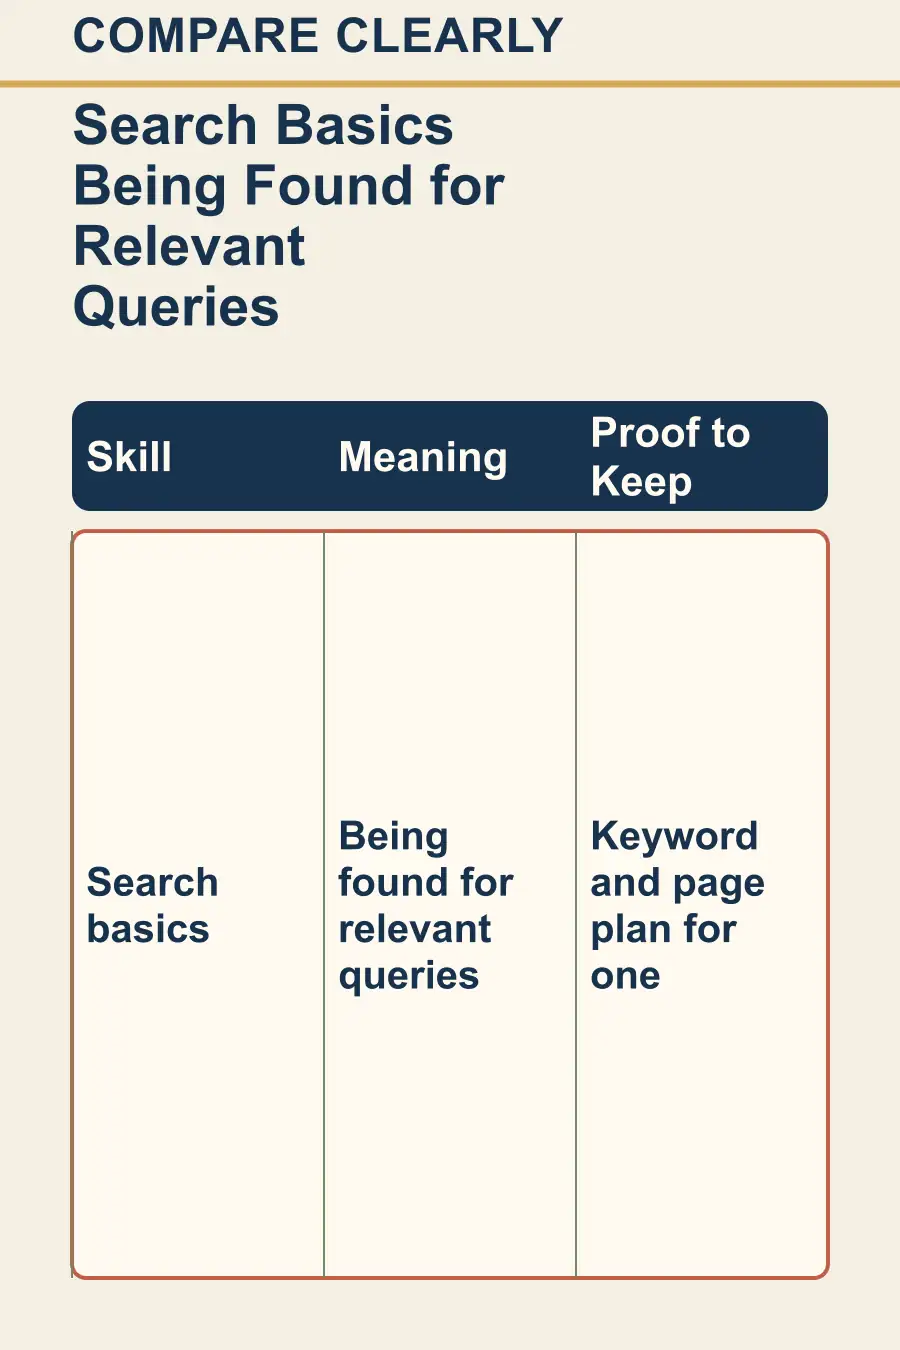 COMPARE CLEARLY
Search Basics
Being Found for
Relevant
Queries
Skill
Meaning
Proof to
Keep
Search
basics
Being
found for
relevant
queries
Keyword
and page
plan for
one